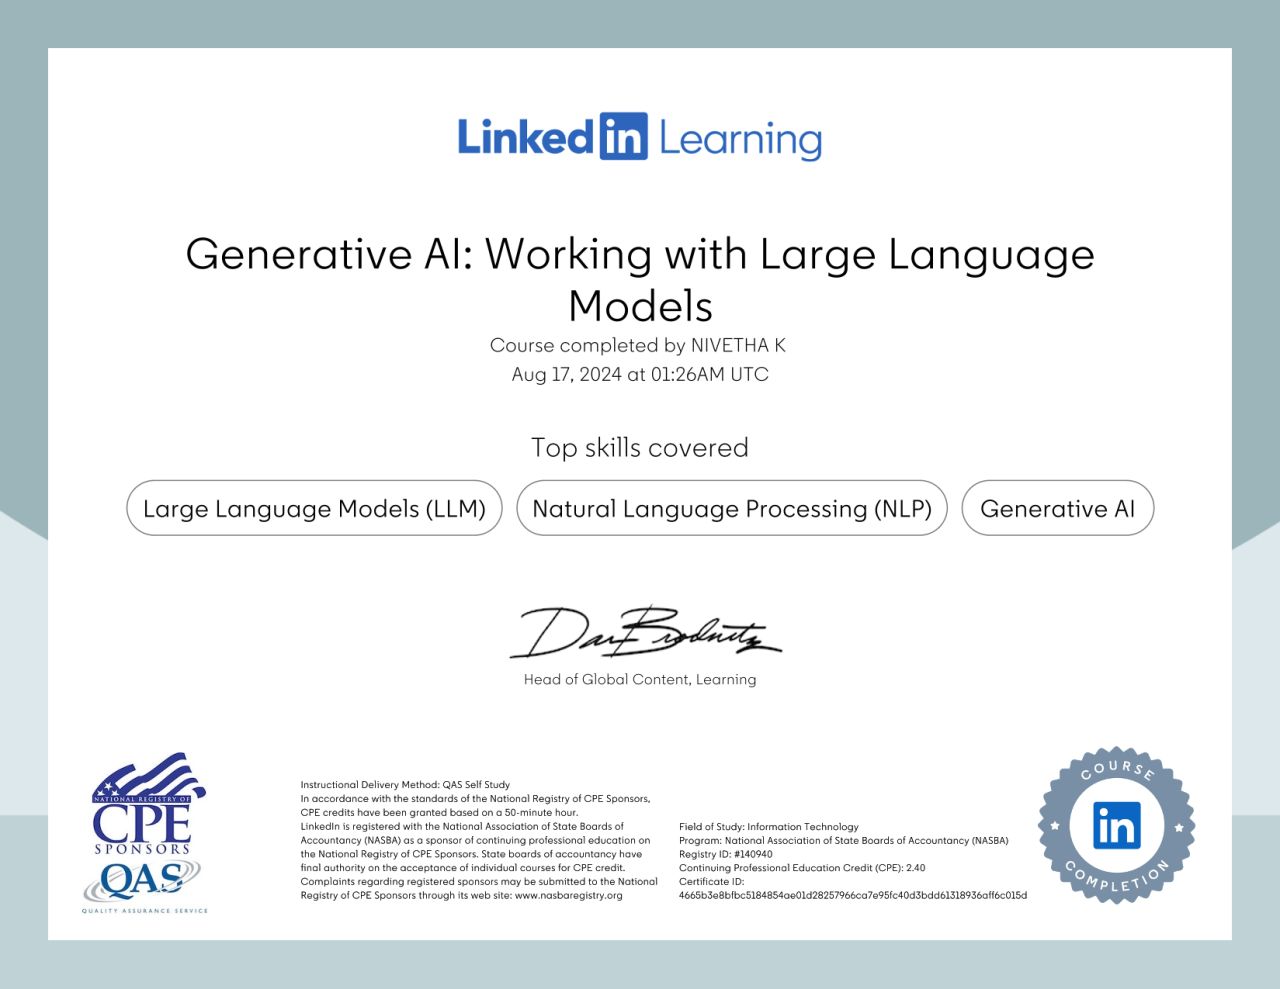 Linked in Learning
Generative AI: Working with Large Language
Models
Course completed by NIVETHA K
Aug 17, 2024 at 01:26AM UTC
Top skills covered
Large Language Models (LLM)
Natural Language Processing (NLP)
Generative AI
Dan Brodnitz
Head of Global Content, Learning
NATIONAL REGISTRY OF
CPE
SPONSORS
QAS
QUALITY ASSURANCE SERVICE
Instructional Delivery Method: QAS Self Study
In accordance with the standards of the National Registry of CPE Sponsors,
CPE credits have been granted based on a 50-minute hour.
LinkedIn is registered with the National Association of State Boards of
Accountancy (NASBA) as a sponsor of continuing professional education on
the National Registry of CPE Sponsors. State boards of accountancy have
final authority on the acceptance of individual courses for CPE credit.
Complaints regarding registered sponsors may be submitted to the National
Registry of CPE Sponsors through its web site: www.nasbaregistry.org
Field of Study: Information Technology
Program: National Association of State Boards of Accountancy (NASBA)
Registry ID: #140940
Continuing Professional Education Credit (CPE): 2.40
Certificate ID:
4665b3e8bfbc5184854ae01d28257966ca7e95fc40d3bdd61318936aff6c015d
COURSE
in
COMPLETION